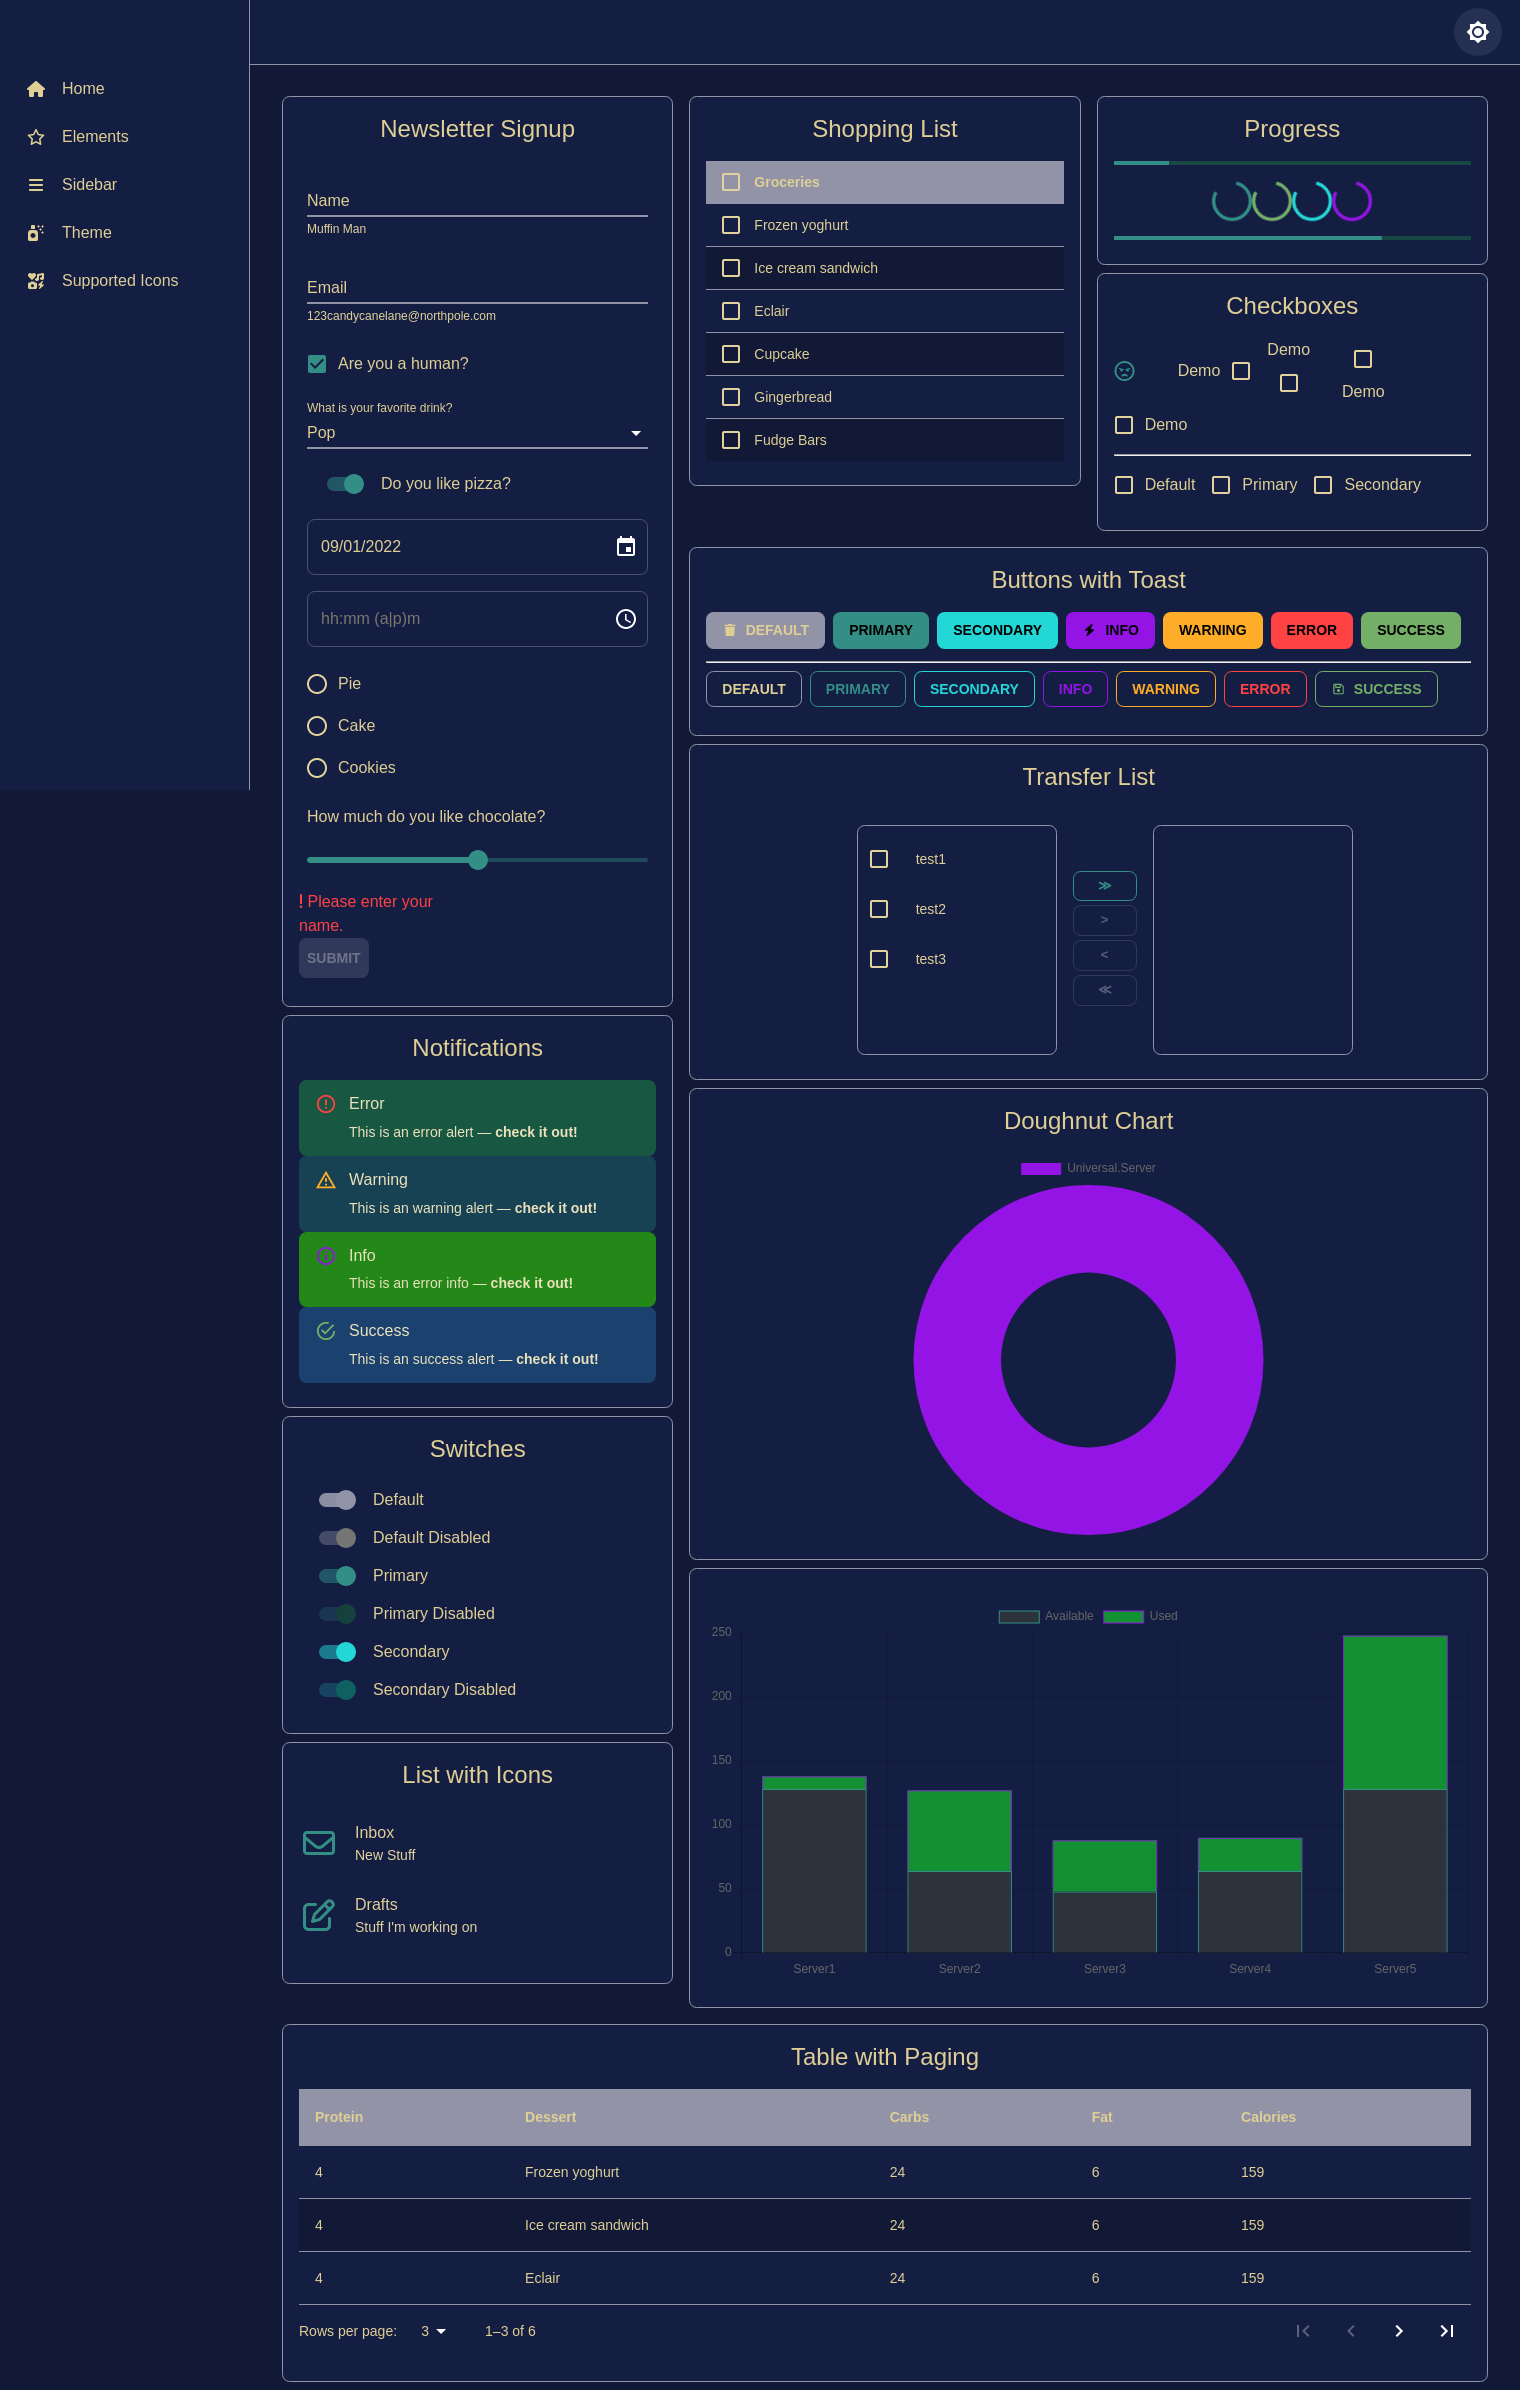 Home
Elements
Sidebar
Theme
Supported Icons
Newsletter Signup
Name
Muffin Man
Email
123candycanelane@northpole.com
Are you a human?
What is your favorite drink?
Pop
Do you like pizza?
09/01/2022
hh:mm (a|p)m
Pie
Cake
Cookies
How much do you like chocolate?
! Please enter your
name.
SUBMIT
Notifications
Error
This is an error alert — check it out!
Warning
This is an warning alert — check it out!
Info
This is an error info — check it out!
Success
This is an success alert — check it out!
Switches
Default
Default Disabled
Primary
Primary Disabled
Secondary
Secondary Disabled
List with Icons
Inbox
New Stuff
Drafts
Stuff I'm working on
Shopping List
Groceries
Frozen yoghurt
Ice cream sandwich
Eclair
Cupcake
Gingerbread
Fudge Bars
Progress
Checkboxes
Demo Demo Demo
Demo
Default Primary Secondary
Buttons with Toast
DEFAULT PRIMARY SECONDARY INFO WARNING ERROR SUCCESS
DEFAULT PRIMARY SECONDARY INFO WARNING ERROR SUCCESS
Transfer List
test1
test2
test3
≫
>
<
≪
Doughnut Chart
Universal.Server
Available Used
250
200
150
100
50
0
Server1 Server2 Server3 Server4 Server5
Table with Paging
Protein Dessert Carbs Fat Calories
4 Frozen yoghurt 24 6 159
4 Ice cream sandwich 24 6 159
4 Eclair 24 6 159
Rows per page: 3 1–3 of 6